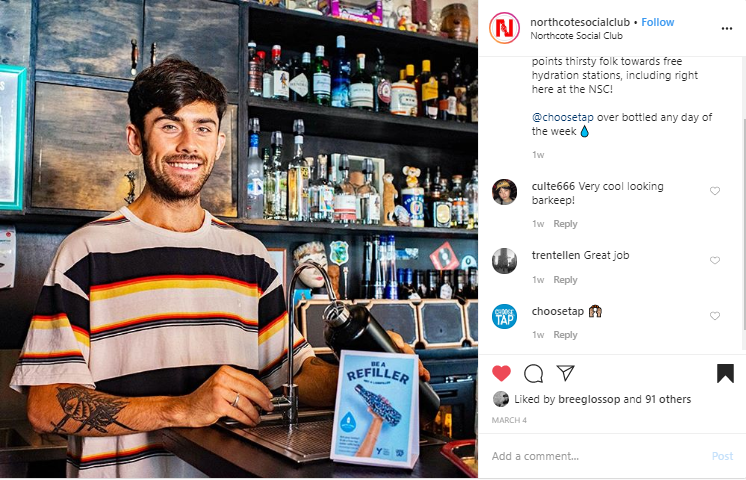 northcotesocialclub • Follow
Northcote Social Club
points thirsty folk towards free
hydration stations, including right
here at the NSC!
@choosetap over bottled any day of
the week
1w
culte666 Very cool looking
barkeep!
1w Reply
trentellen Great job
1w Reply
CHOOSE
TAP
choosetap
1w Reply
Liked by breeglossop and 91 others
MARCH 4
Add a comment... Post
BE A
REFILLER